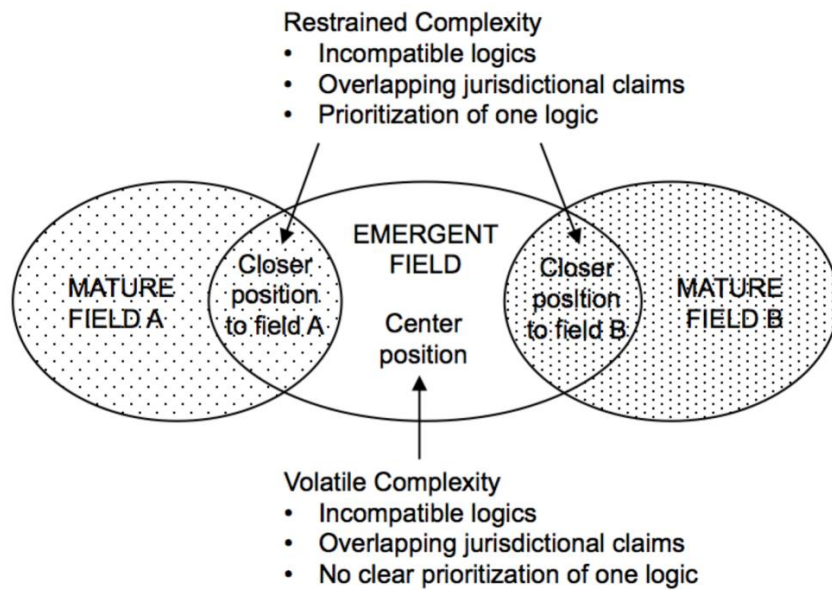 Restrained Complexity
• Incompatible logics
• Overlapping jurisdictional claims
• Prioritization of one logic
MATURE
FIELD A
Closer
position
to field A
EMERGENT
FIELD
Center
position
Closer
position
to field B
MATURE
FIELD B
Volatile Complexity
• Incompatible logics
• Overlapping jurisdictional claims
• No clear prioritization of one logic